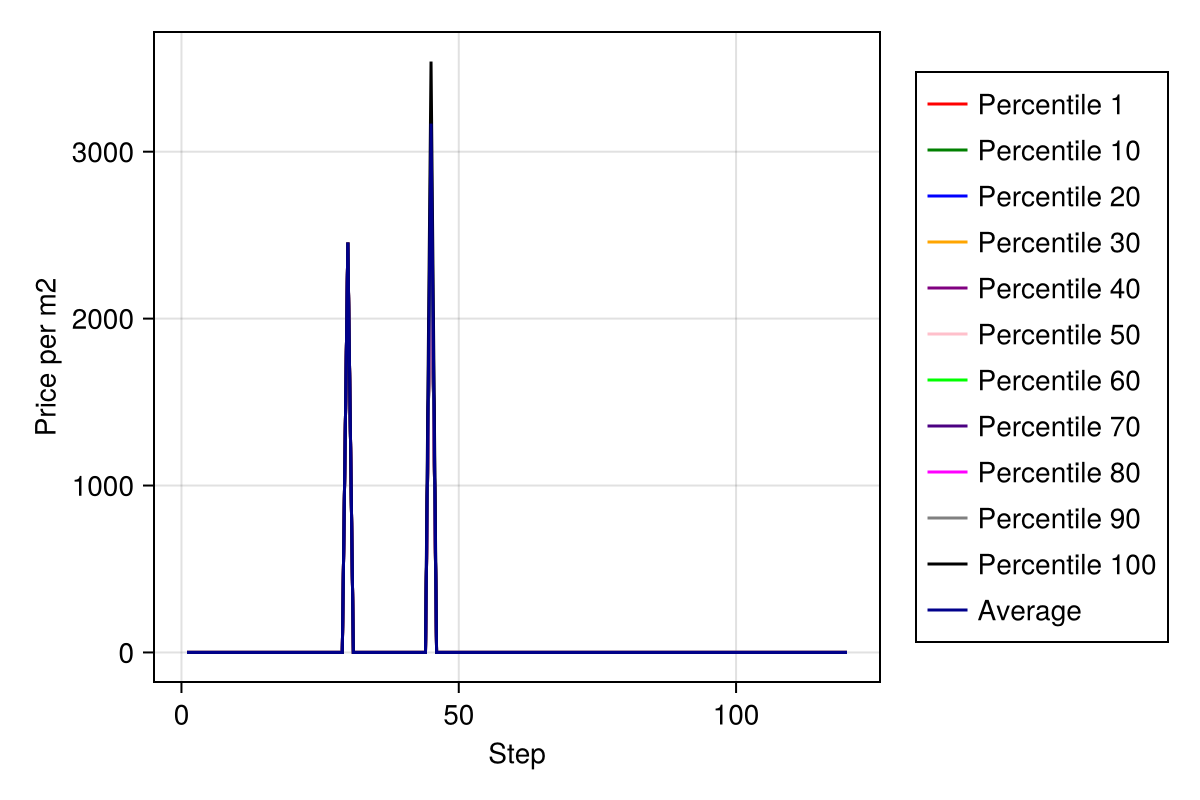 Price per m2
3000
2000
1000
0
0 50 100
Step
Percentile 1
Percentile 10
Percentile 20
Percentile 30
Percentile 40
Percentile 50
Percentile 60
Percentile 70
Percentile 80
Percentile 90
Percentile 100
Average